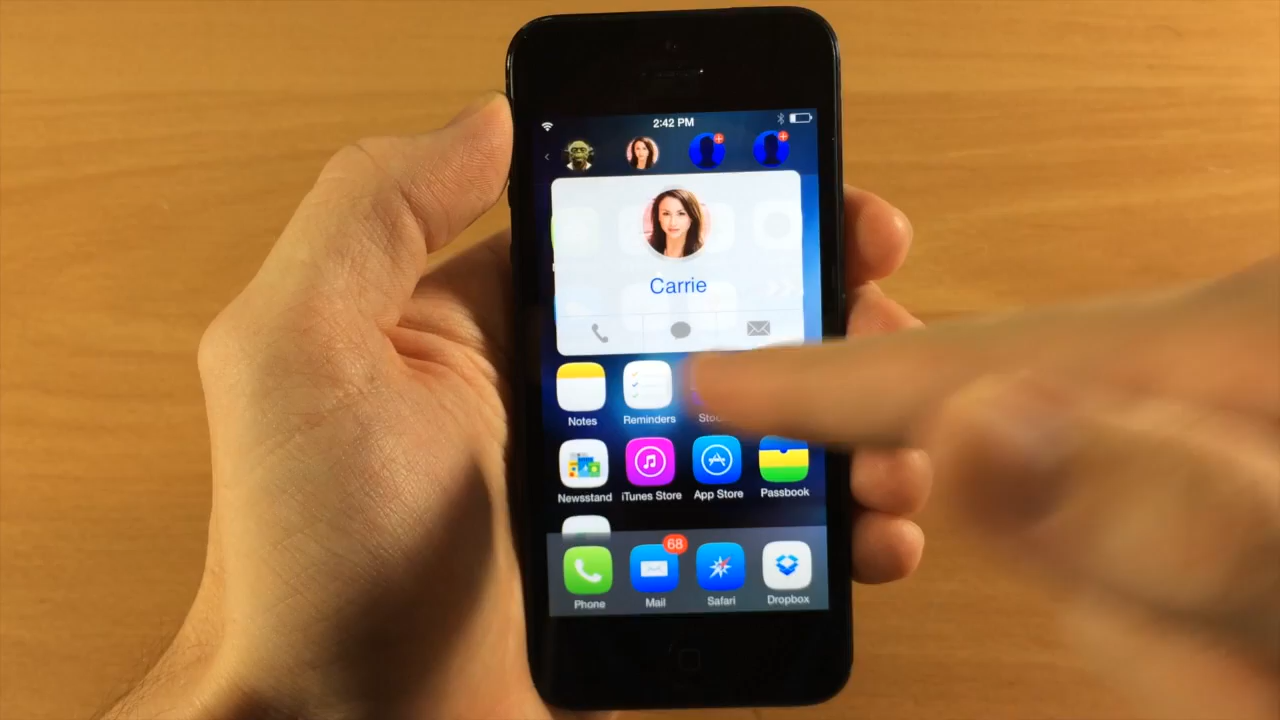 2:42 PM
Carrie
Notes Reminders
Newsstand iTunes Store App Store Passbook
68
Phone Mail Safari Dropbox